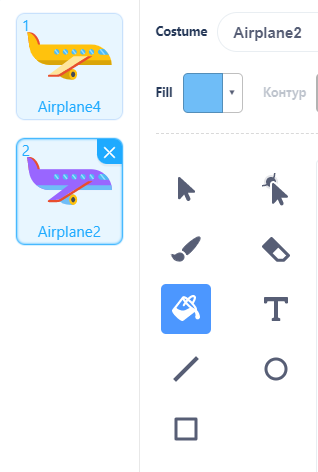 1
Airplane4
2
Airplane2
Costume Airplane2
Fill Контур
T